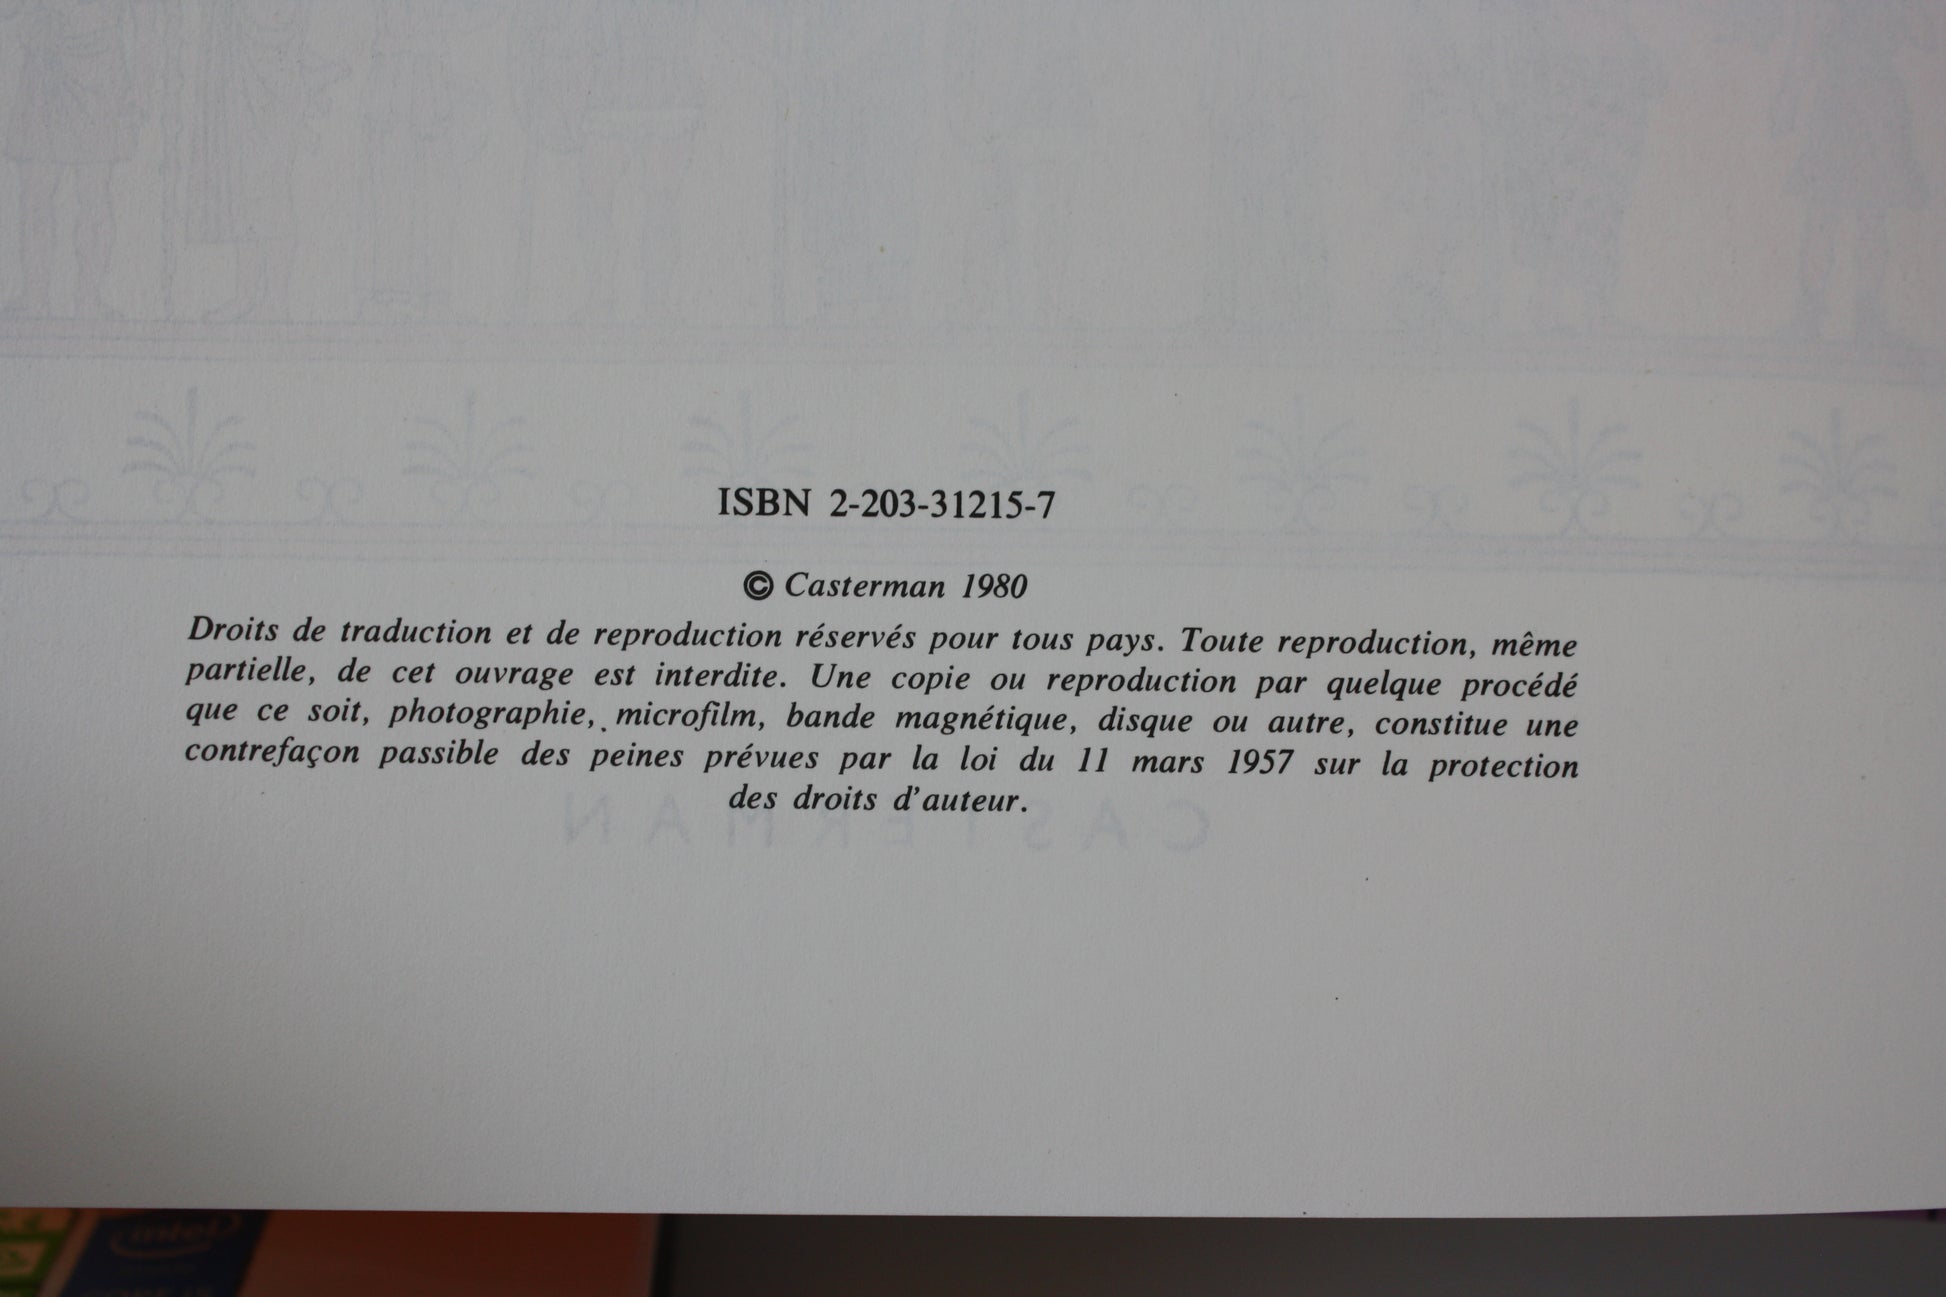 ISBN 2-203-31215-7
© Casterman 1980
Droits de traduction et de reproduction réservés pour tous pays. Toute reproduction, même
partielle, de cet ouvrage est interdite. Une copie ou reproduction par quelque procédé
que ce soit, photographie, microfilm, bande magnétique, disque ou autre, constitue une
contrefaçon passible des peines prévues par la loi du 11 mars 1957 sur la protection
des droits d'auteur.
CASTERMAN
intel